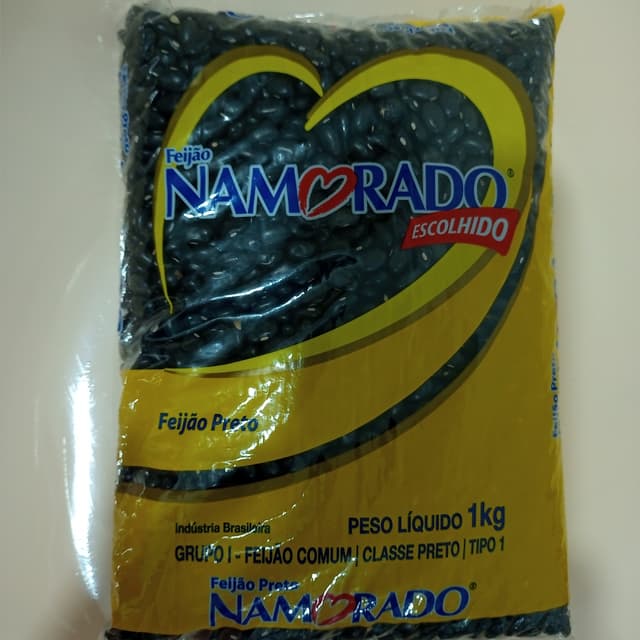 Feijão
NAMORADO®
ESCOLHIDO
Feijão Preto
Indústria Brasileira
PESO LÍQUIDO 1kg
GRUPO I - FEIJÃO COMUM | CLASSE PRETO | TIPO 1
Feijão Preto
NAMORADO®